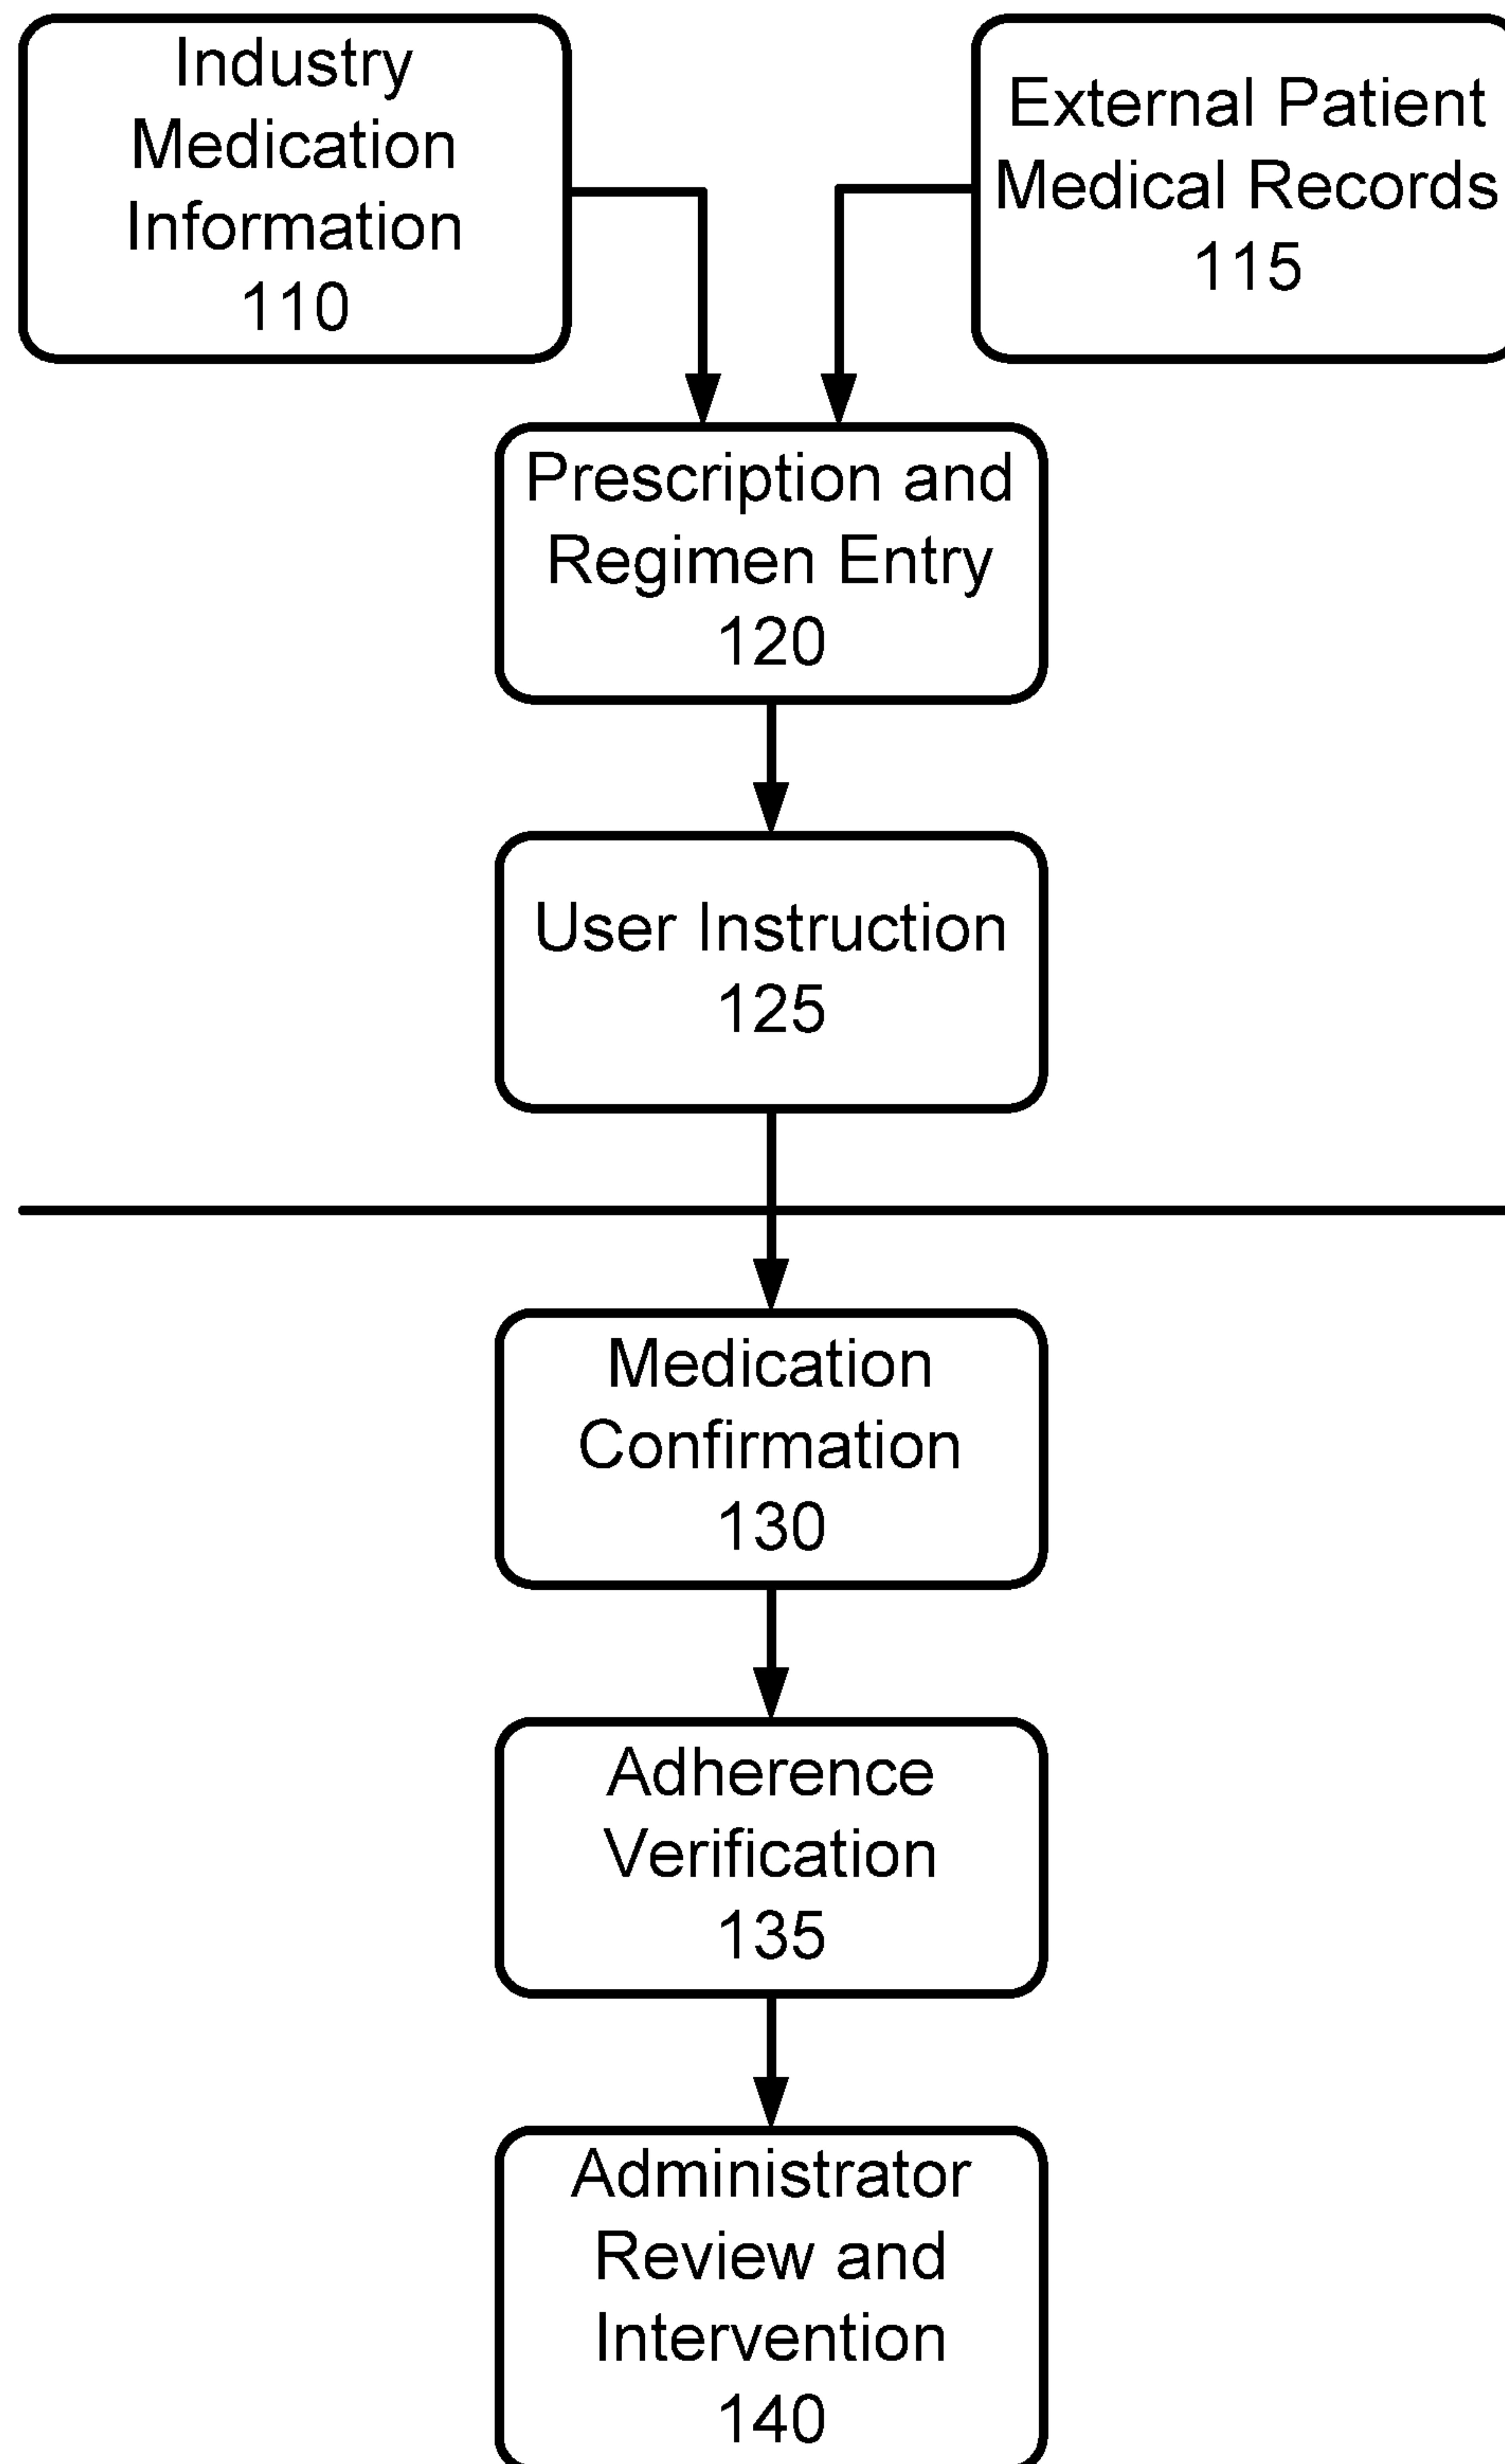 Industry
Medication
Information
110
External Patient
Medical Records
115
Prescription and
Regimen Entry
120
User Instruction
125
Medication
Confirmation
130
Adherence
Verification
135
Administrator
Review and
Intervention
140